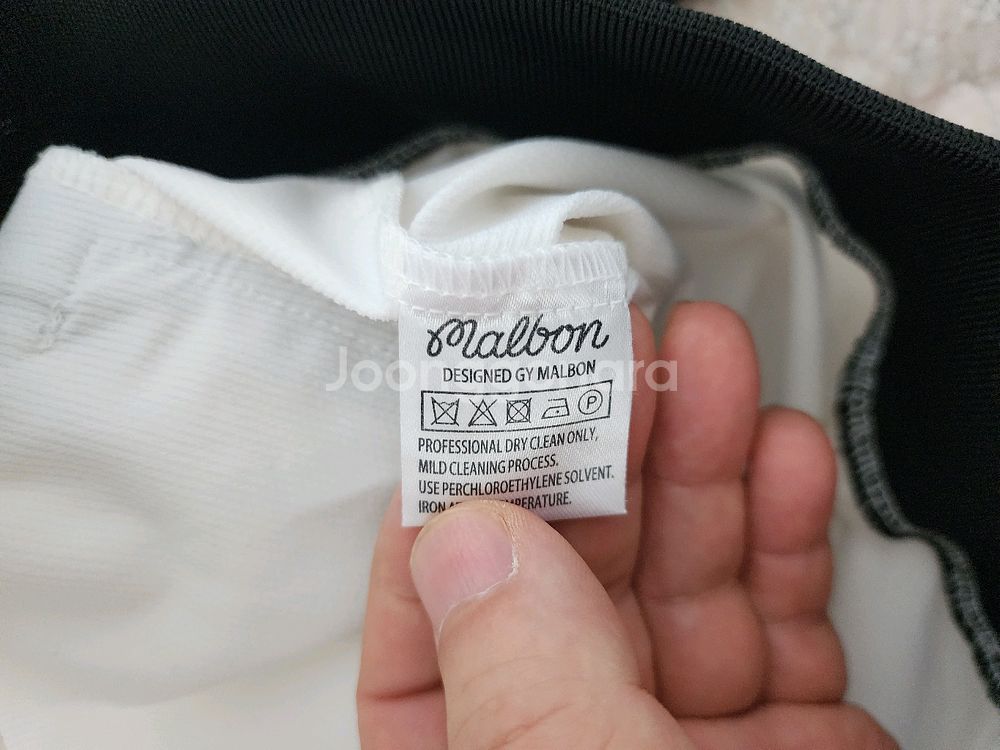 Malbon
DESIGNED GY MALBON
P
PROFESSIONAL DRY CLEAN ONLY,
MILD CLEANING PROCESS.
USE PERCHLOROETHYLENE SOLVENT.
IRON